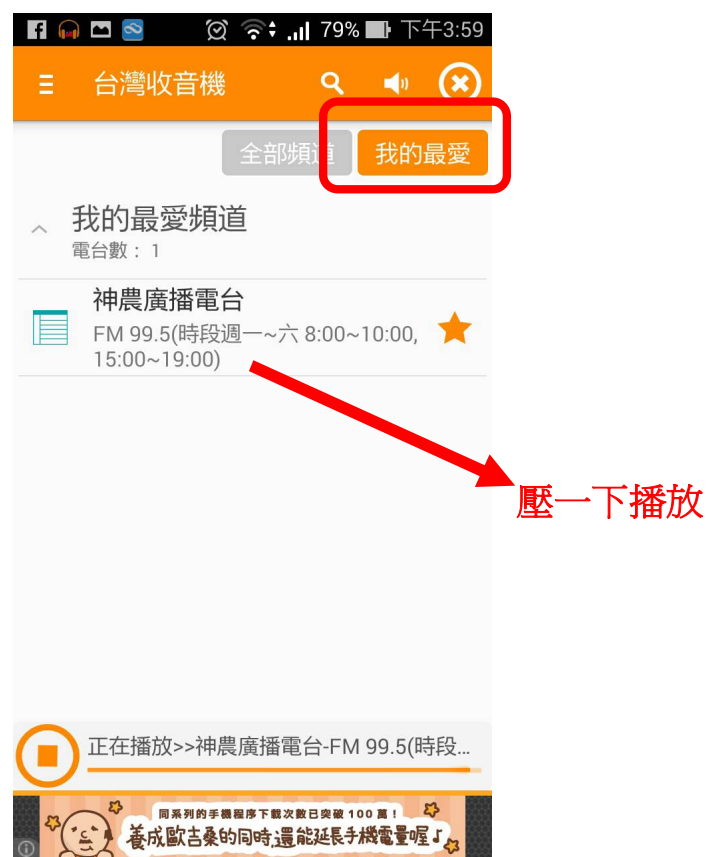 79% 下午3:59
台灣收音機
全部頻道 我的最愛
我的最愛頻道
電台數： 1
神農廣播電台
FM 99.5(時段週一~六 8:00~10:00,
15:00~19:00)
壓一下播放
正在播放>>神農廣播電台-FM 99.5(時段...
同系列的手機程序下載次數已突破 100 萬！
養成歐吉桑的同時,還能延長手機電量喔♪